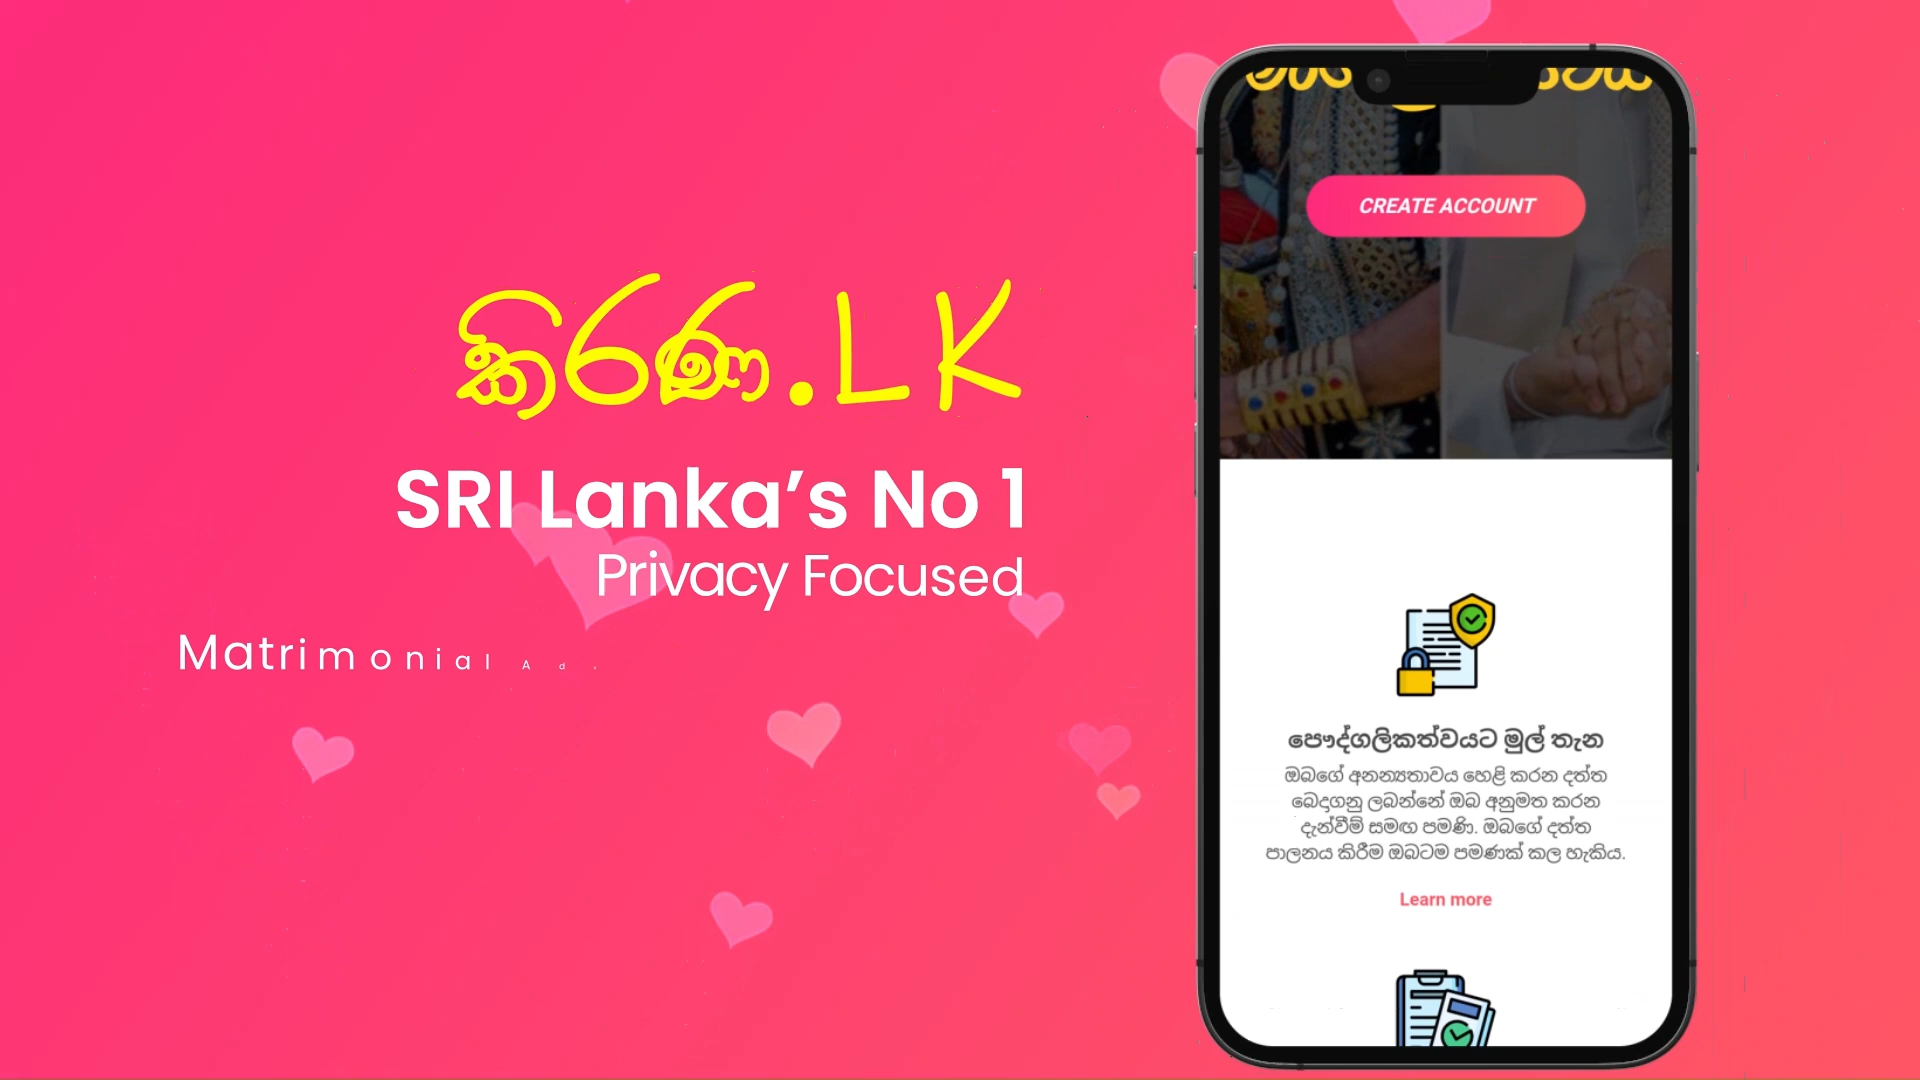 කිරණ.LK
SRI Lanka’s No 1
Privacy Focused
Matrimonial Ad.
CREATE ACCOUNT
පෞද්ගලිකත්වයට මුල් තැන
ඔබගේ අනන්‍යතාවය හෙළි කරන දත්ත
බෙදාගනු ලබන්නේ ඔබ අනුමත කරන
දැන්වීම් සමඟ පමණි. ඔබගේ දත්ත
පාලනය කිරීම ඔබටම පමණක් කල හැකිය.
Learn more